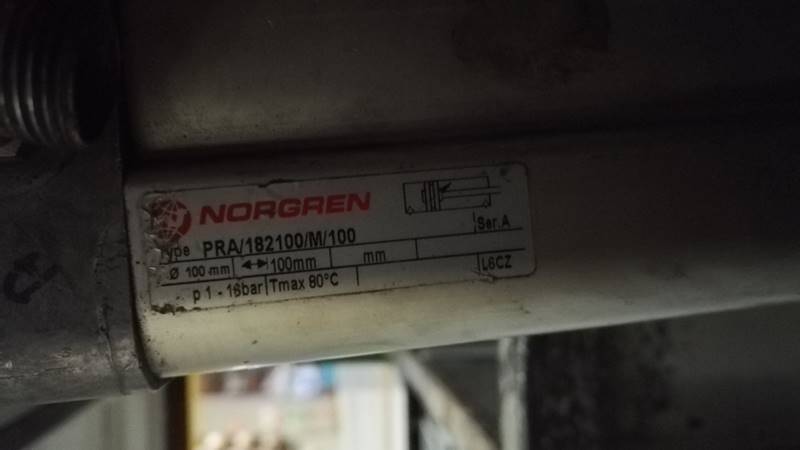 NORGREN
Type PRA/182100/M/100
Ser.A
Ø 100 mm 100mm mm
p 1 - 16bar Tmax 80°C
L6CZ